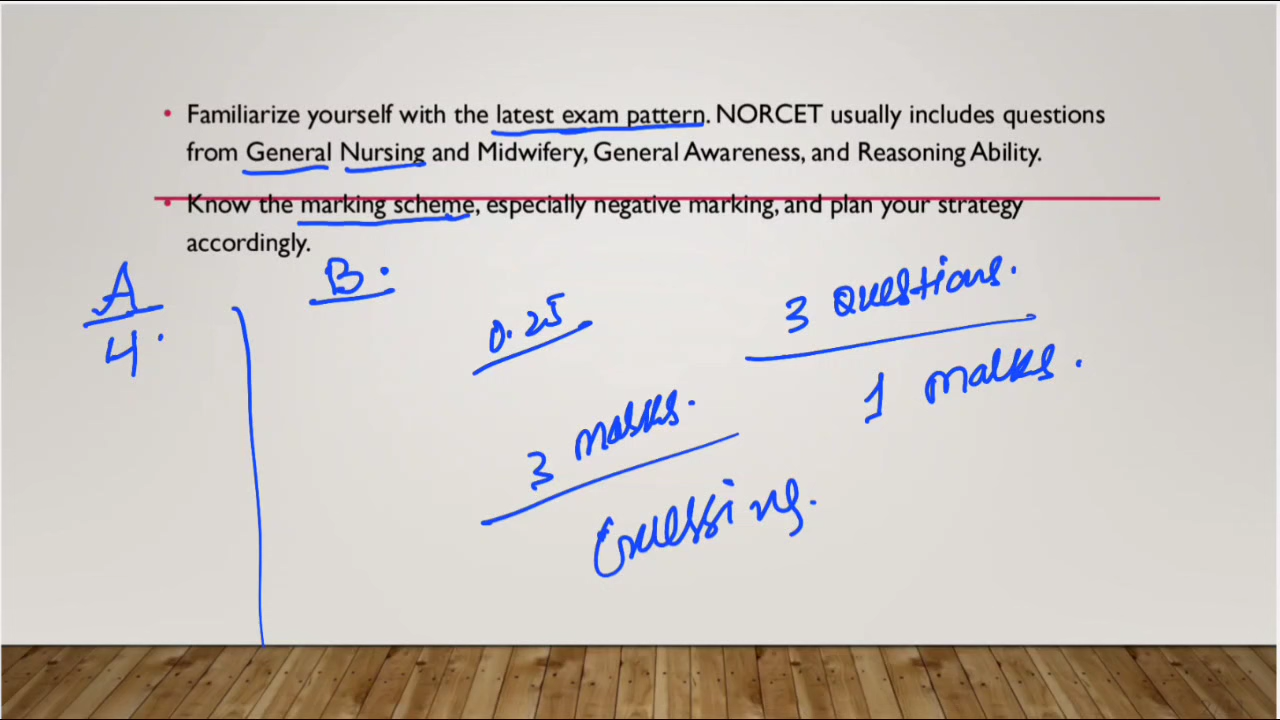 • Familiarize yourself with the latest exam pattern. NORCET usually includes questions
from General Nursing and Midwifery, General Awareness, and Reasoning Ability.
• Know the marking scheme, especially negative marking, and plan your strategy
accordingly.
A
4.
B.
0.25
3 Questions.
1 marks.
3 marks.
Guessing.